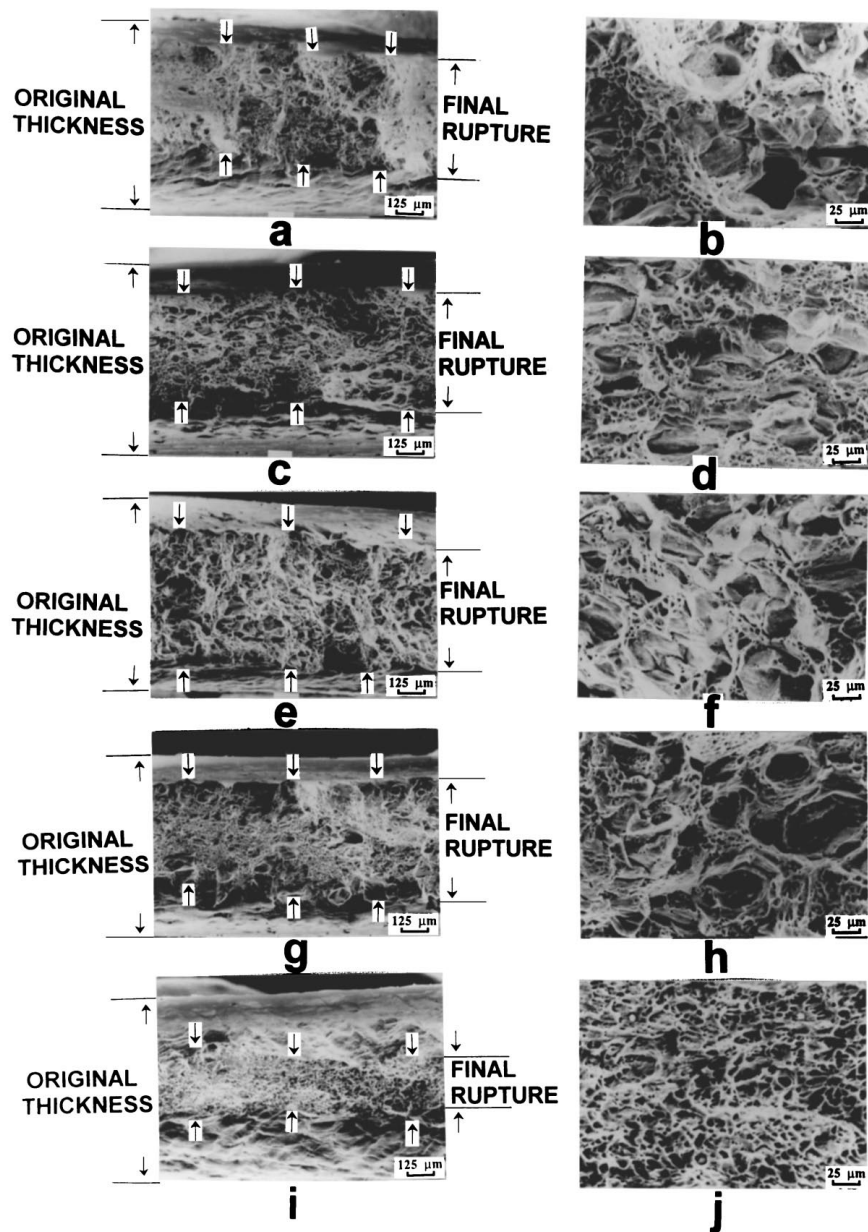 ORIGINAL
THICKNESS
FINAL
RUPTURE
125 μm
a
25 μm
b
ORIGINAL
THICKNESS
FINAL
RUPTURE
125 μm
c
25 μm
d
ORIGINAL
THICKNESS
FINAL
RUPTURE
125 μm
e
25 μm
f
ORIGINAL
THICKNESS
FINAL
RUPTURE
125 μm
g
25 μm
h
ORIGINAL
THICKNESS
FINAL
RUPTURE
125 μm
i
25 μm
j